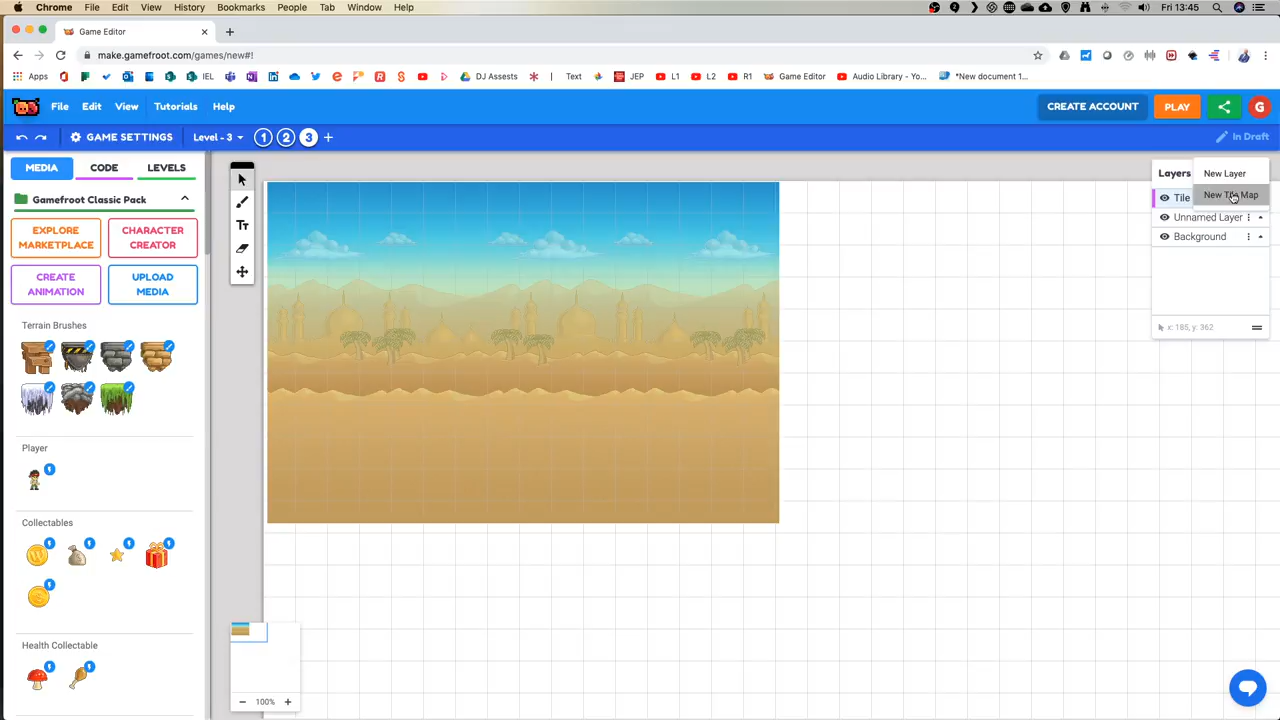 Chrome File Edit View History Bookmarks People Tab Window Help Fri 13:45
Game Editor
make.gamefroot.com/games/new#!
Apps IEL DJ Assests Text JEP L1 L2 R1 Game Editor Audio Library - Yo... *New document 1...
File Edit View Tutorials Help CREATE ACCOUNT PLAY G
GAME SETTINGS Level - 3 1 2 3 + In Draft
MEDIA CODE LEVELS
Layers New Layer
Tile New Tile Map
Unnamed Layer
Background
x: 185, y: 362
Gamefroot Classic Pack
EXPLORE MARKETPLACE
CHARACTER CREATOR
CREATE ANIMATION
UPLOAD MEDIA
Terrain Brushes
Tт
Player
Collectables
Health Collectable
100%